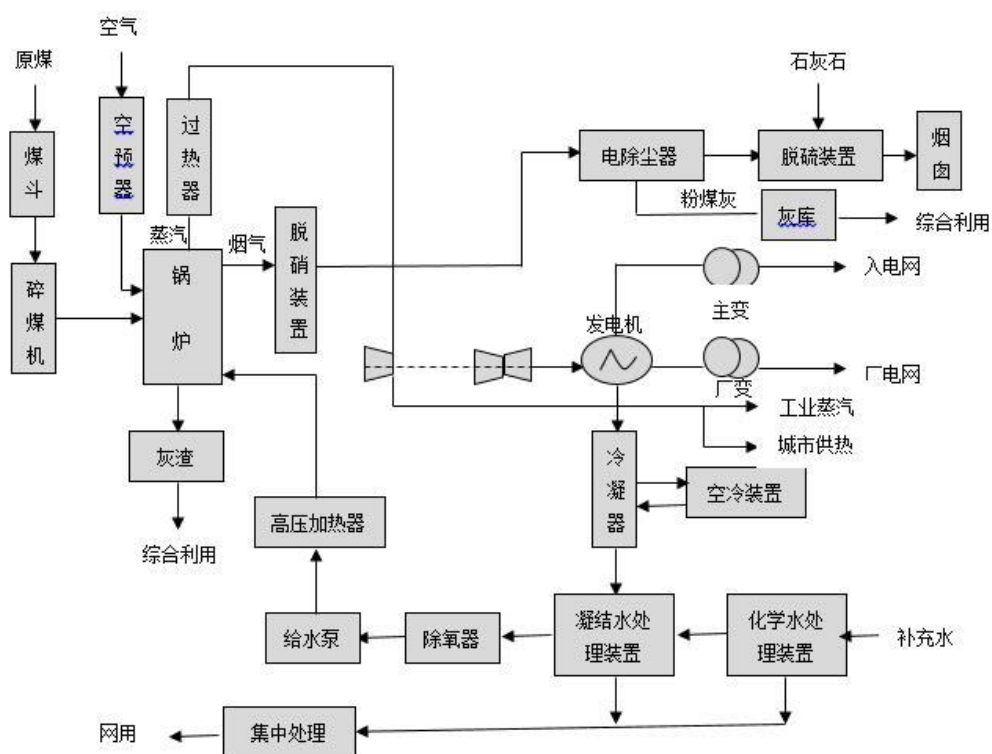 空气
原煤
石灰石
空预器
过热器
煤斗
电除尘器
脱硫装置
烟囱
粉煤灰
灰库
综合利用
蒸汽
烟气
脱硝装置
锅炉
碎煤机
入电网
主变
发电机
厂变
厂电网
工业蒸汽
城市供热
灰渣
冷凝器
空冷装置
高压加热器
综合利用
给水泵
除氧器
凝结水处
理装置
化学水处
理装置
补充水
网用
集中处理